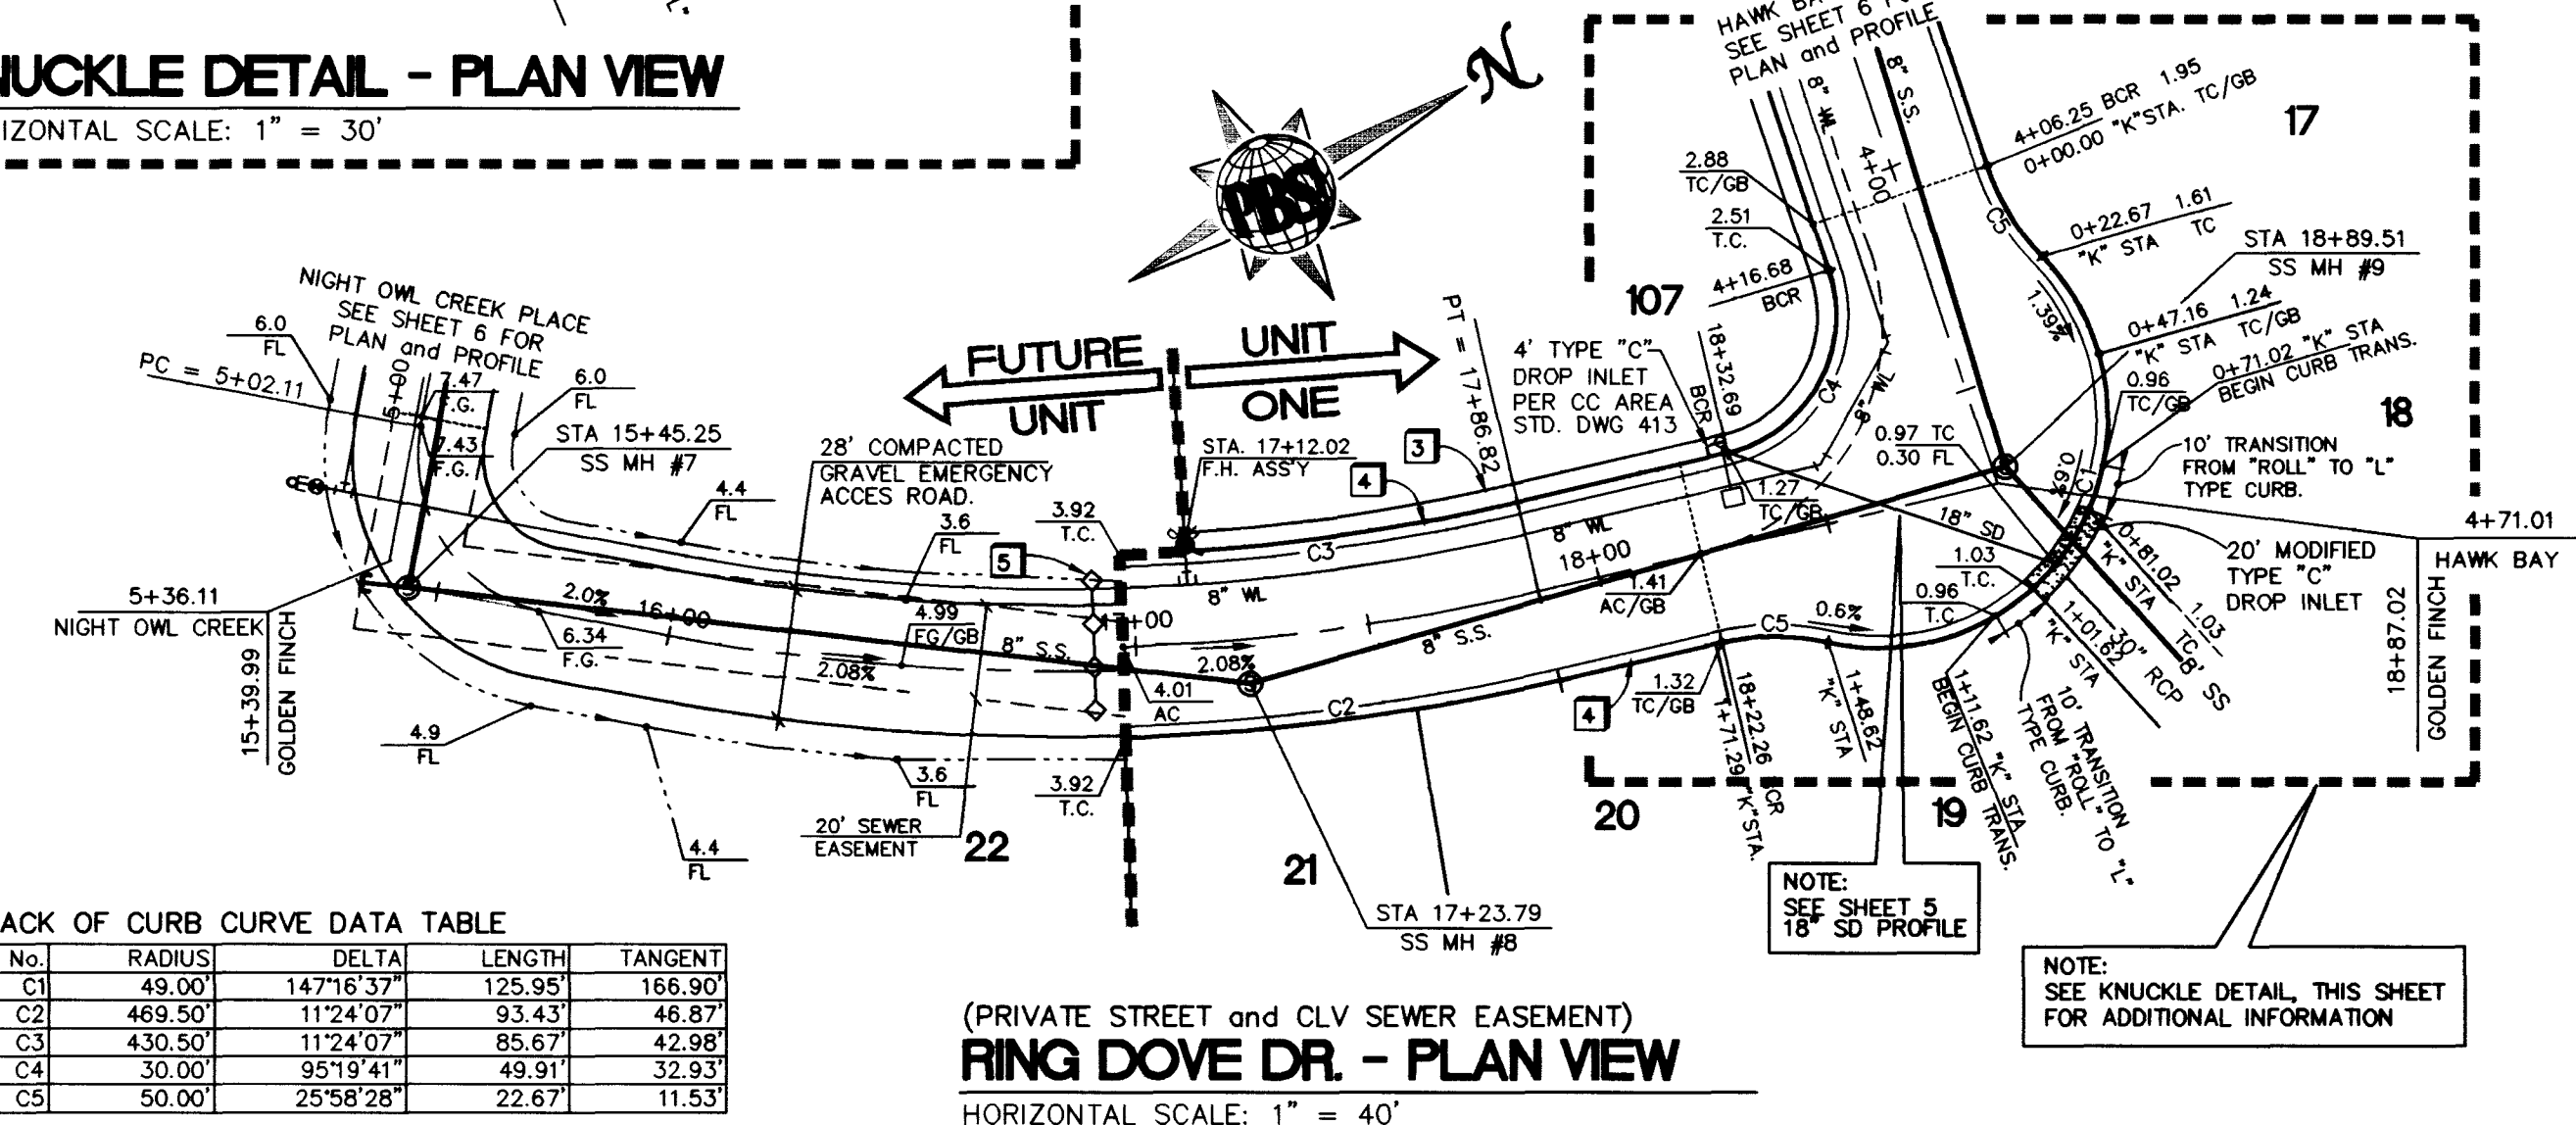 NUCKLE DETAIL - PLAN VIEW
IZONTAL SCALE: 1" = 30'
N
PBSJ
SEE SHEET 6 FO
PLAN and PROFILE
8" WL
8" S.S.
4+00
4+06.25 BCR 1.95
0+00.00 "K"STA. TC/GB
17
2.88
TC/GB
2.51
T.C.
4+16.68
BCR
C5
0+22.67 1.61
"K" STA TC
STA 18+89.51
SS MH #9
1.39%
0+47.16 1.24
"K" STA TC/GB
0+71.02 "K" STA
BEGIN CURB TRANS.
0.96
TC/GB
18
107
NIGHT OWL CREEK PLACE
SEE SHEET 6 FOR
PLAN and PROFILE
6.0
FL
PC = 5+02.11
5+00
7.47
F.G.
7.43
F.G.
6.0
FL
STA 15+45.25
SS MH #7
FUTURE
UNIT
UNIT
ONE
28' COMPACTED
GRAVEL EMERGENCY
ACCES ROAD.
STA. 17+12.02
F.H. ASS'Y
PT = 17+86.82
3
4
4' TYPE "C"
DROP INLET
PER CC AREA
STD. DWG 413
BCR
18+32.69
C4
8" WL
0.97 TC
0.30 FL
10' TRANSITION
FROM "ROLL" TO "L"
TYPE CURB.
0.6%
C1
4.4
FL
3.6
FL
3.92
T.C.
5
C3
8" WL
8" WL
18+00
1.27
TC/GB
18" SD
1.03
T.C.
0+81.02
"K" STA
1.03
TC
20' MODIFIED
TYPE "C"
DROP INLET
4+71.01
HAWK BAY
18+87.02
GOLDEN FINCH
5+36.11
NIGHT OWL CREEK
15+39.99
GOLDEN FINCH
2.0%
16+00
6.34
F.G.
4.99
FG/GB
8" S.S.
2.08%
+00
2.08%
4.01
AC
8" S.S.
1.41
AC/GB
0.96
T.C.
C5
0.6%
1+01.62
"K" STA
30" RCP
8" SS
4.9
FL
4.4
FL
3.6
FL
3.92
T.C.
20' SEWER
EASEMENT
22
C2
4
1.32
TC/GB
18+22.26 BCR
1+71.29 "K"STA.
1+48.62
"K" STA
1+11.62 "K" STA
BEGIN CURB TRANS.
10' TRANSITION
FROM "ROLL" TO "L"
TYPE CURB.
21
20
19
STA 17+23.79
SS MH #8
NOTE:
SEE SHEET 5
18" SD PROFILE
NOTE:
SEE KNUCKLE DETAIL, THIS SHEET
FOR ADDITIONAL INFORMATION
ACK OF CURB CURVE DATA TABLE
No. RADIUS DELTA LENGTH TANGENT
C1 49.00' 147°16'37" 125.95' 166.90'
C2 469.50' 11°24'07" 93.43' 46.87'
C3 430.50' 11°24'07" 85.67' 42.98'
C4 30.00' 95°19'41" 49.91' 32.93'
C5 50.00' 25°58'28" 22.67' 11.53'
(PRIVATE STREET and CLV SEWER EASEMENT)
RING DOVE DR. - PLAN VIEW
HORIZONTAL SCALE: 1" = 40'